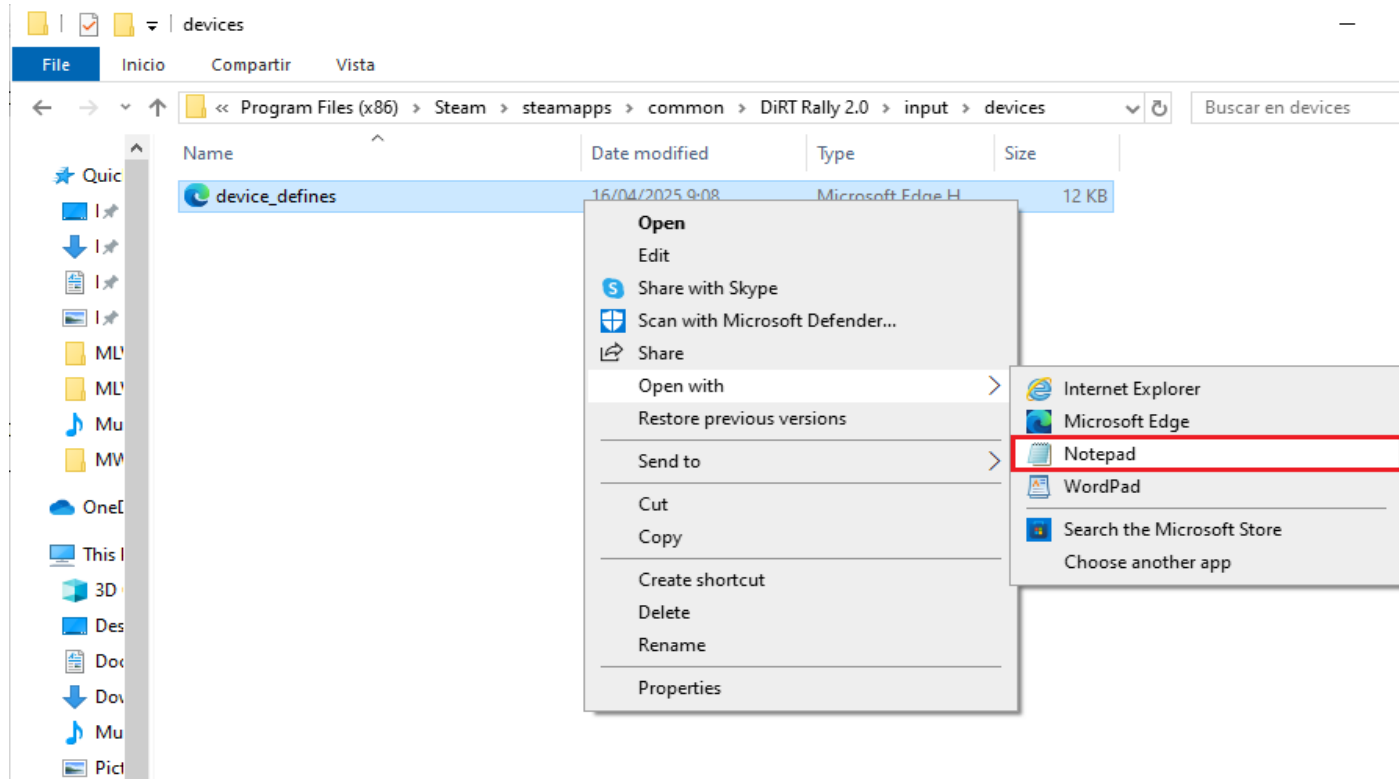 devices
File Inicio Compartir Vista
« Program Files (x86) › Steam › steamapps › common › DiRT Rally 2.0 › input › devices Buscar en devices
Name Date modified Type Size
device_defines 16/04/2025 9:08 Microsoft Edge H... 12 KB
Open
Edit
Share with Skype
Scan with Microsoft Defender...
Share
Open with
Restore previous versions
Send to
Cut
Copy
Create shortcut
Delete
Rename
Properties
Internet Explorer
Microsoft Edge
Notepad
WordPad
Search the Microsoft Store
Choose another app
Quic
ML
ML
Mu
MW
OneD
This
3D
Des
Doc
Dov
Mu
Pict